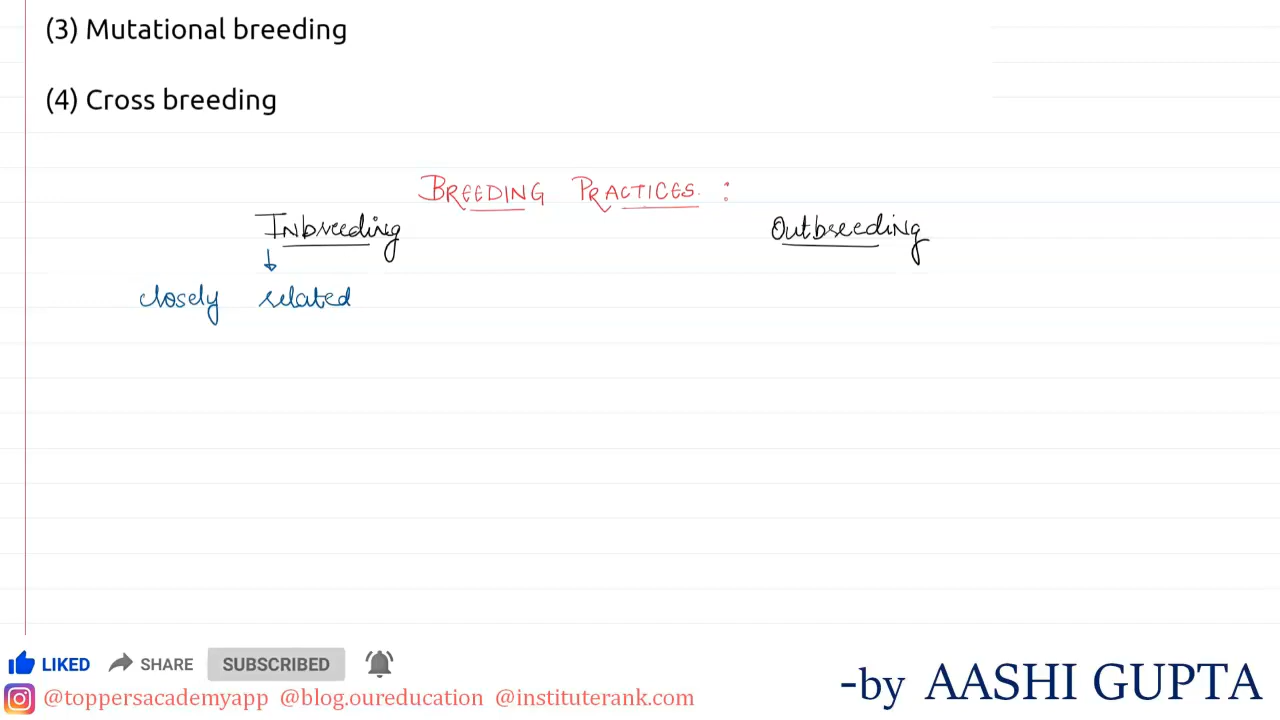 (3) Mutational breeding
(4) Cross breeding
BREEDING PRACTICES :
Inbreeding Outbreeding
closely related
LIKED SHARE SUBSCRIBED
@toppersacademyapp @blog.oureducation @instituterank.com
-by AASHI GUPTA